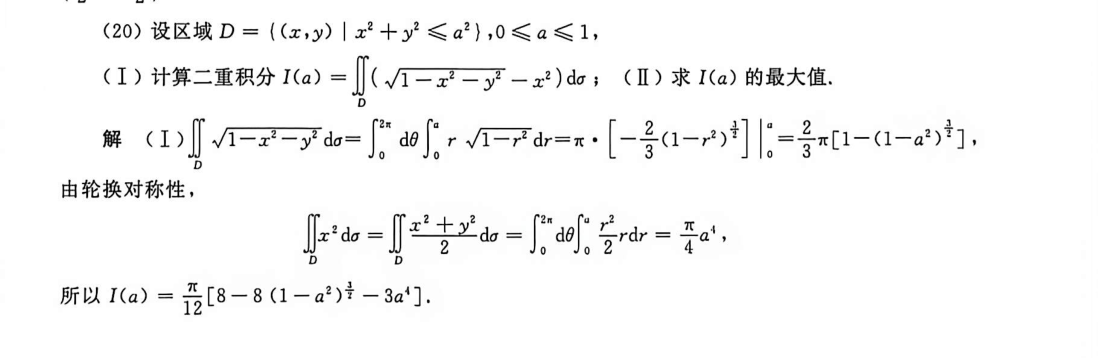 (20) 设区域 D = {(x,y) | x² + y² ⩽ a²},0 ⩽ a ⩽ 1,
(Ⅰ) 计算二重积分 I(a) = ∬_D (√(1−x²−y²) − x²)dσ ; (Ⅱ) 求 I(a) 的最大值.
解 (Ⅰ)∬_D √(1−x²−y²) dσ=∫₀^{2π} dθ∫₀^a r √(1−r²) dr=π·[−2/3(1−r²)^{3/2}]|₀^a=2/3π[1−(1−a²)^{3/2}],
由轮换对称性,
∬_D x²dσ = ∬_D (x² + y²)/2 dσ = ∫₀^{2π} dθ∫₀^a r²/2 rdr = π/4 a⁴,
所以 I(a) = π/12[8−8 (1−a²)^{3/2} −3a⁴].